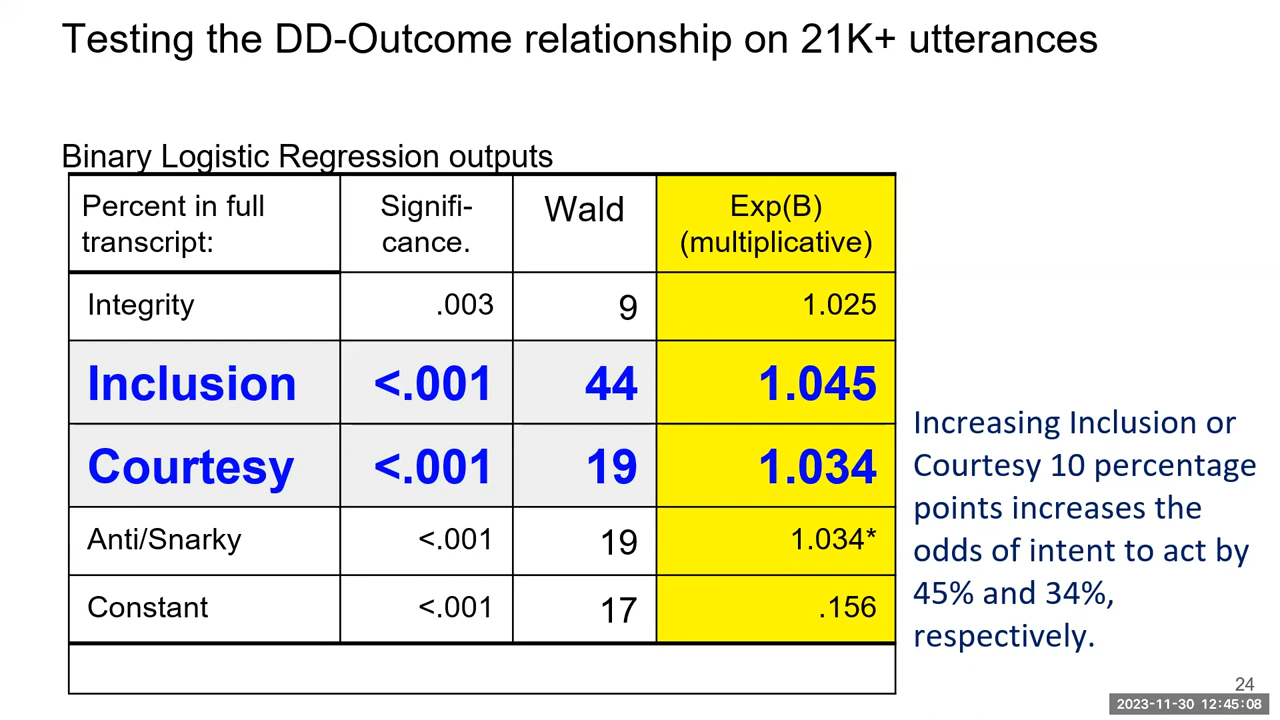 Testing the DD-Outcome relationship on 21K+ utterances
Binary Logistic Regression outputs
Percent in full
transcript:
Signifi-
cance.
Wald
Exp(B)
(multiplicative)
Integrity .003 9 1.025
Inclusion <.001 44 1.045
Courtesy <.001 19 1.034
Anti/Snarky <.001 19 1.034*
Constant <.001 17 .156
Increasing Inclusion or
Courtesy 10 percentage
points increases the
odds of intent to act by
45% and 34%,
respectively.
24
2023-11-30 12:45:08